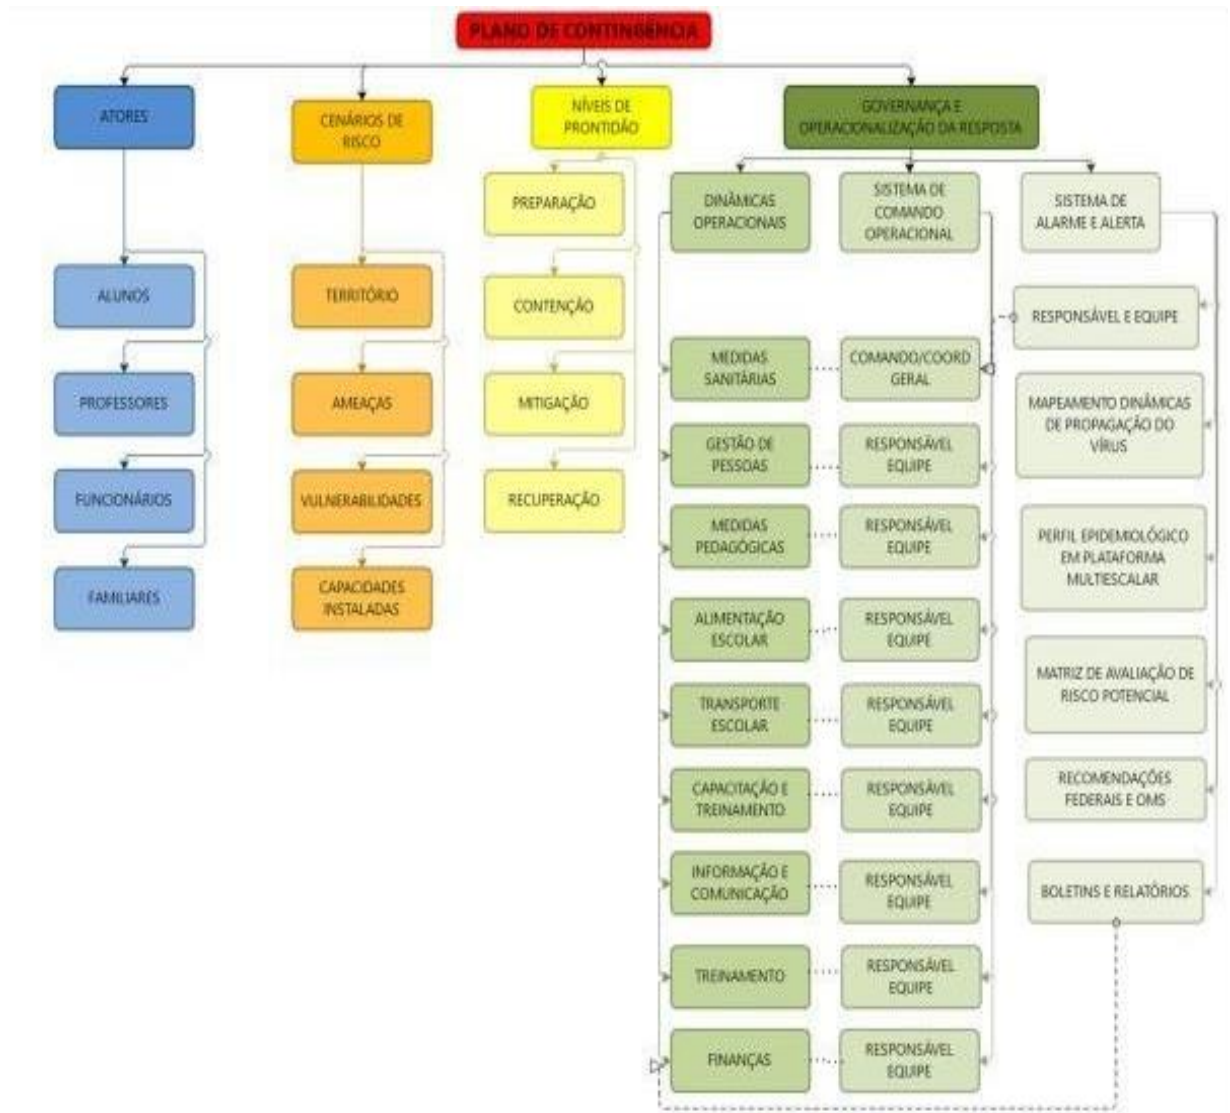 PLANO DE CONTINGÊNCIA
ATORES
CENÁRIOS DE
RISCO
NÍVEIS DE
PRONTIDÃO
GOVERNANÇA E
OPERACIONALIZAÇÃO DA RESPOSTA
ALUNOS
PROFESSORES
FUNCIONÁRIOS
FAMILIARES
TERRITÓRIO
AMEAÇAS
VULNERABILIDADES
CAPACIDADES
INSTALADAS
PREPARAÇÃO
CONTENÇÃO
MITIGAÇÃO
RECUPERAÇÃO
DINÂMICAS
OPERACIONAIS
MEDIDAS
SANITÁRIAS
GESTÃO DE
PESSOAS
MEDIDAS
PEDAGÓGICAS
ALIMENTAÇÃO
ESCOLAR
TRANSPORTE
ESCOLAR
CAPACITAÇÃO E
TREINAMENTO
INFORMAÇÃO E
COMUNICAÇÃO
TREINAMENTO
FINANÇAS
SISTEMA DE
COMANDO
OPERACIONAL
COMANDO/COORD
GERAL
RESPONSÁVEL
EQUIPE
RESPONSÁVEL
EQUIPE
RESPONSÁVEL
EQUIPE
RESPONSÁVEL
EQUIPE
RESPONSÁVEL
EQUIPE
RESPONSÁVEL
EQUIPE
RESPONSÁVEL
EQUIPE
RESPONSÁVEL
EQUIPE
SISTEMA DE
ALARME E ALERTA
RESPONSÁVEL E EQUIPE
MAPEAMENTO DINÂMICAS
DE PROPAGAÇÃO DO
VÍRUS
PERFIL EPIDEMIOLÓGICO
EM PLATAFORMA
MULTIESCALAR
MATRIZ DE AVALIAÇÃO DE
RISCO POTENCIAL
RECOMENDAÇÕES
FEDERAIS E OMS
BOLETINS E RELATÓRIOS